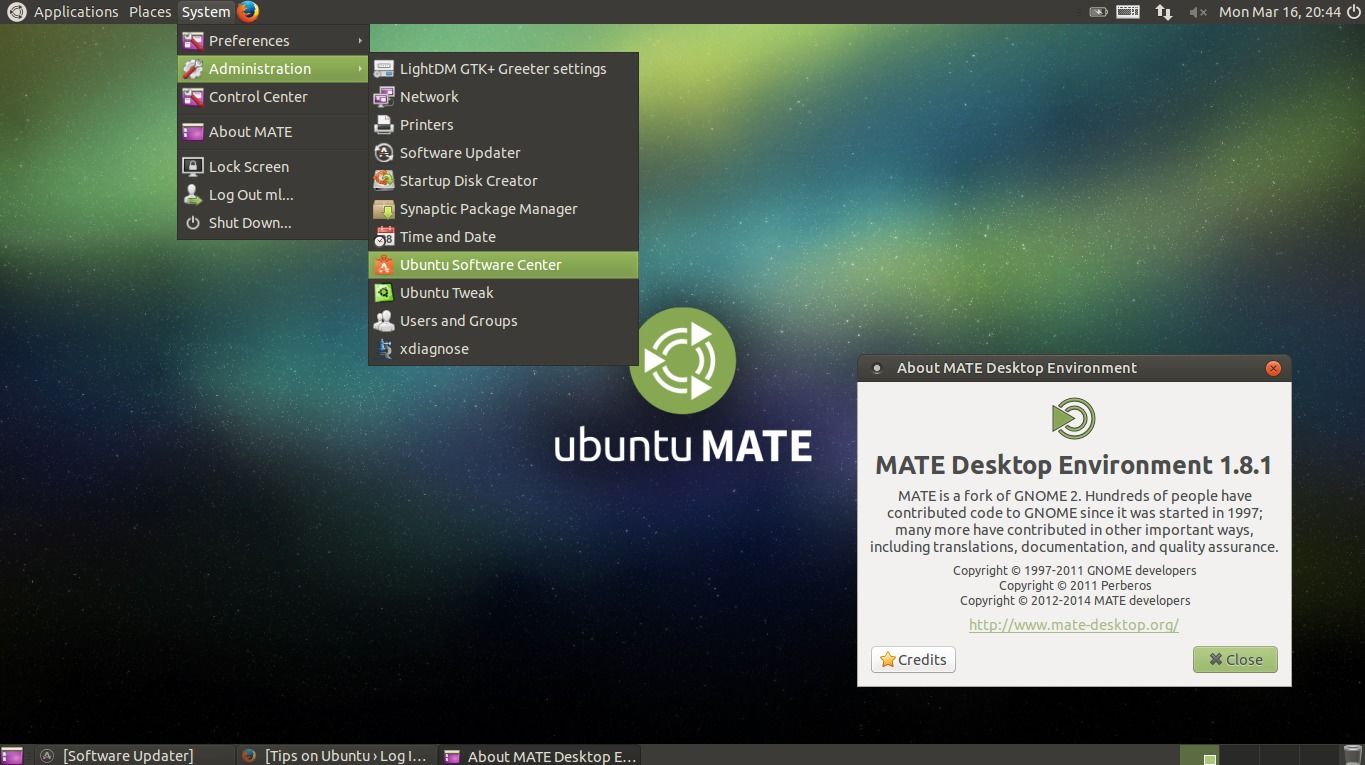 Applications Places System Mon Mar 16, 20:44
Preferences
Administration
Control Center
About MATE
Lock Screen
Log Out ml...
Shut Down...
LightDM GTK+ Greeter settings
Network
Printers
Software Updater
Startup Disk Creator
Synaptic Package Manager
Time and Date
Ubuntu Software Center
Ubuntu Tweak
Users and Groups
xdiagnose
ubuntu MATE
About MATE Desktop Environment
MATE Desktop Environment 1.8.1
MATE is a fork of GNOME 2. Hundreds of people have
contributed code to GNOME since it was started in 1997;
many more have contributed in other important ways,
including translations, documentation, and quality assurance.
Copyright © 1997-2011 GNOME developers
Copyright © 2011 Perberos
Copyright © 2012-2014 MATE developers
http://www.mate-desktop.org/
Credits Close
[Software Updater] [Tips on Ubuntu › Log I... About MATE Desktop E...